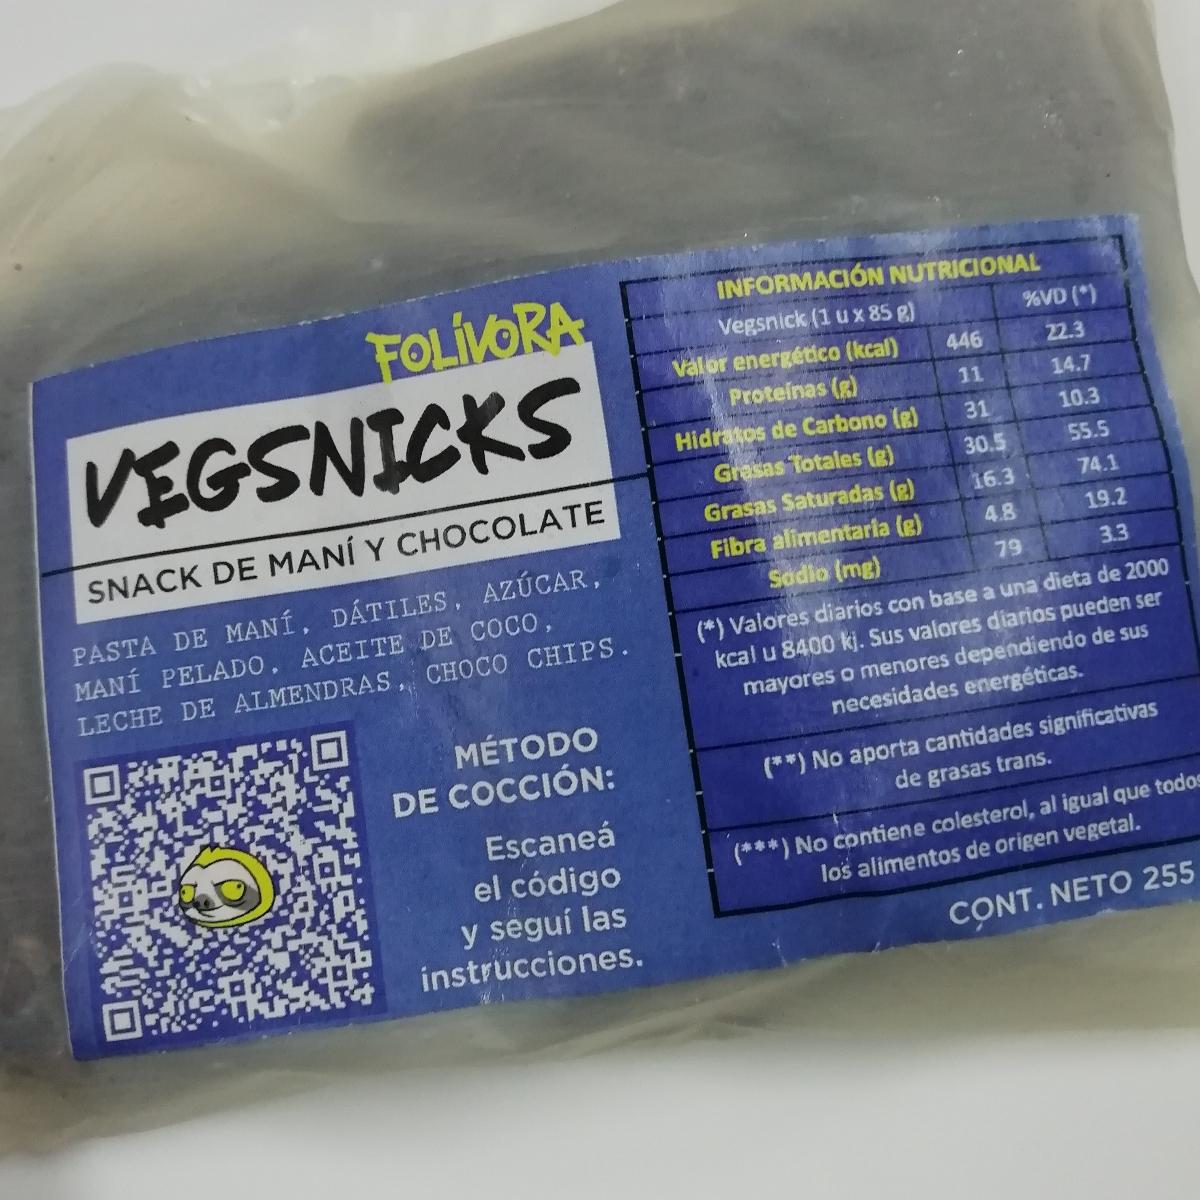 FOLÍVORA
VEGSNICKS
SNACK DE MANÍ Y CHOCOLATE
PASTA DE MANÍ, DÁTILES, AZÚCAR,
MANÍ PELADO, ACEITE DE COCO,
LECHE DE ALMENDRAS, CHOCO CHIPS.
MÉTODO
DE COCCIÓN:
Escaneá
el código
y seguí las
instrucciones.
INFORMACIÓN NUTRICIONAL
Vegsnick (1 u x 85 g) %VD (*)
Valor energético (kcal) 446 22.3
Proteínas (g) 11 14.7
Hidratos de Carbono (g) 31 10.3
Grasas Totales (g) 30.5 55.5
Grasas Saturadas (g) 16.3 74.1
Fibra alimentaria (g) 4.8 19.2
Sodio (mg) 79 3.3
(*) Valores diarios con base a una dieta de 2000
kcal u 8400 kj. Sus valores diarios pueden ser
mayores o menores dependiendo de sus
necesidades energéticas.
(**) No aporta cantidades significativas
de grasas trans.
(***) No contiene colesterol, al igual que todos
los alimentos de origen vegetal.
CONT. NETO 255